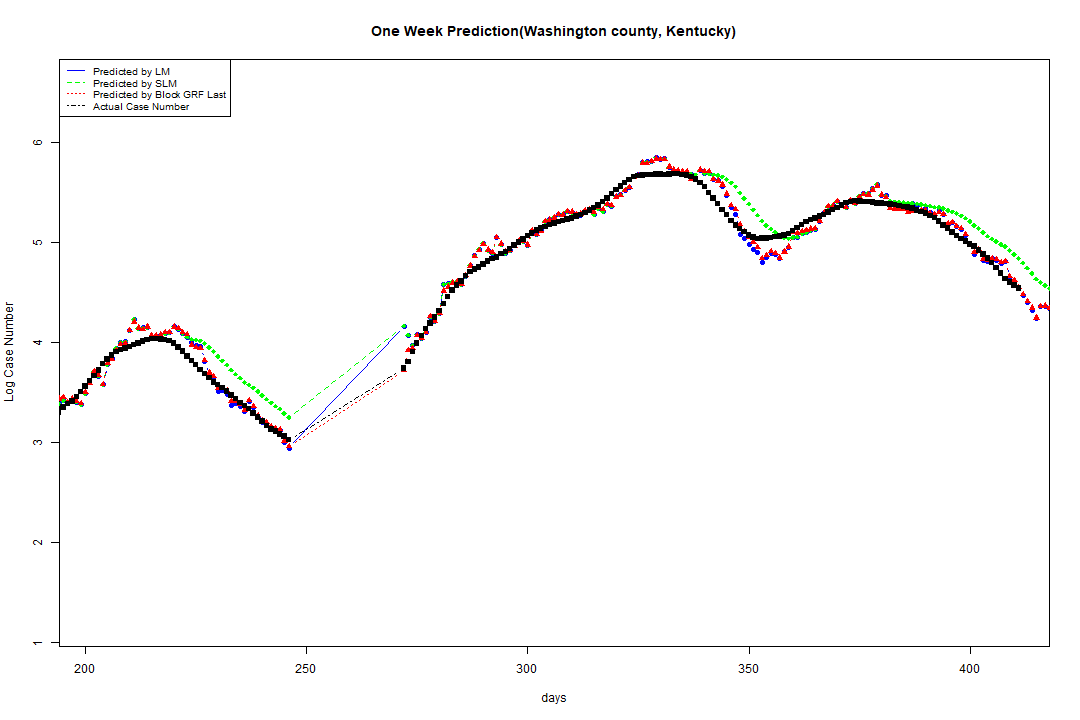 One Week Prediction(Washington county, Kentucky)
Predicted by LM
Predicted by SLM
Predicted by Block GRF Last
Actual Case Number
6
5
4
3
2
1
Log Case Number
200 250 300 350 400
days